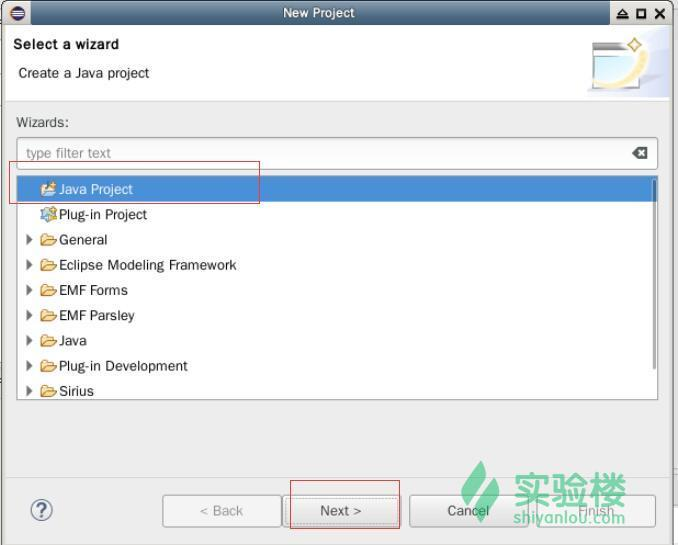 New Project
Select a wizard
Create a Java project
Wizards:
type filter text
Java Project
Plug-in Project
General
Eclipse Modeling Framework
EMF Forms
EMF Parsley
Java
Plug-in Development
Sirius
? < Back Next > Cancel Finish
实验楼
shiyanlou.com